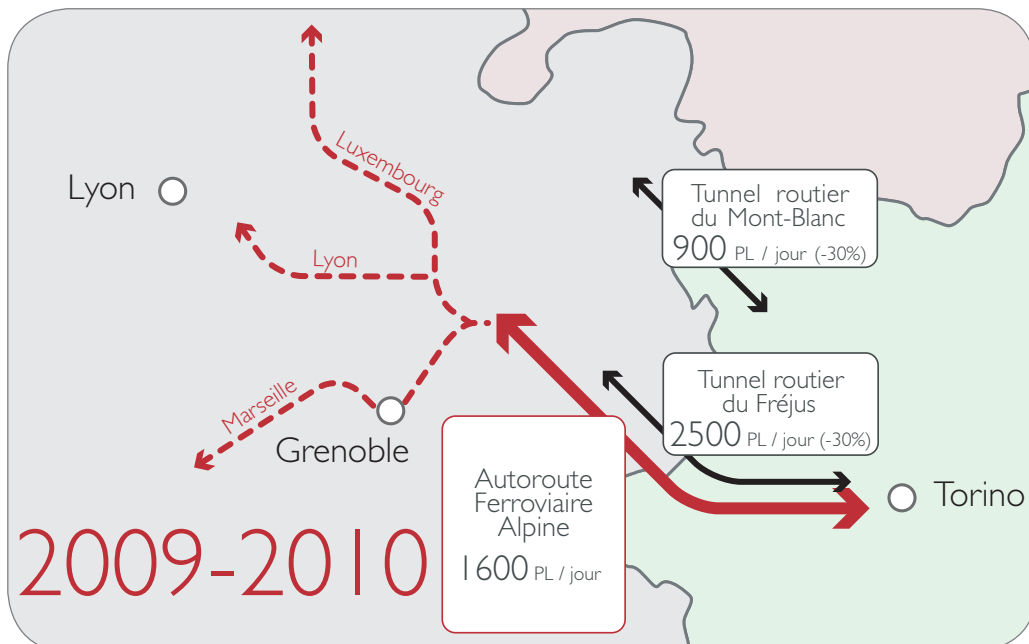 Luxembourg
Lyon
Lyon
Marseille
Grenoble
Tunnel routier
du Mont-Blanc
900 PL / jour (-30%)
Tunnel routier
du Fréjus
2500 PL / jour (-30%)
Autoroute
Ferroviaire
Alpine
1600 PL / jour
Torino
2009-2010